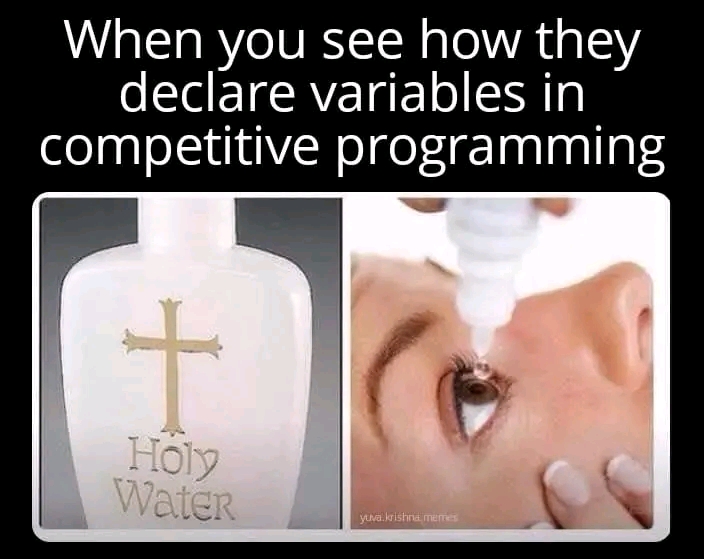 When you see how they
declare variables in
competitive programming
Holy
Water
yuva.krishna.memes